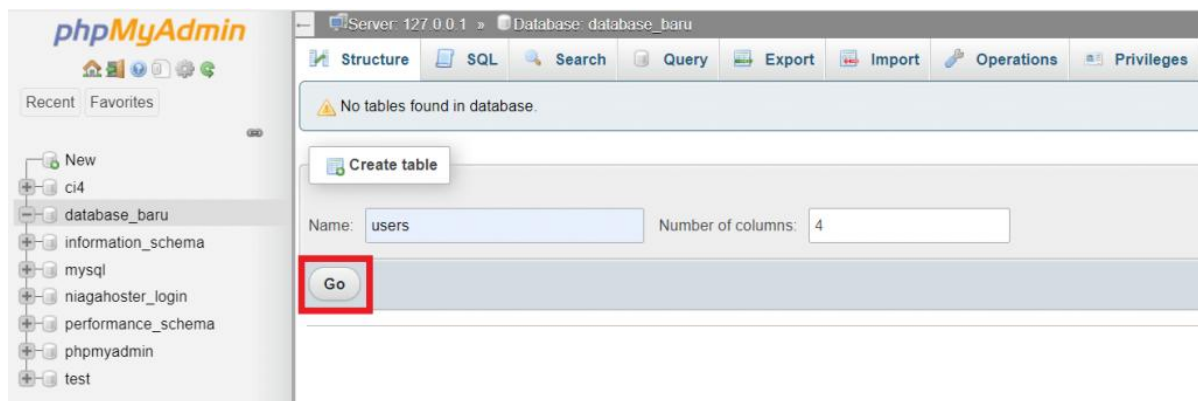 phpMyAdmin
Recent Favorites
New
ci4
database_baru
information_schema
mysql
niagahoster_login
performance_schema
phpmyadmin
test
Server: 127.0.0.1 » Database: database_baru
Structure SQL Search Query Export Import Operations Privileges
No tables found in database.
Create table
Name: users Number of columns: 4
Go